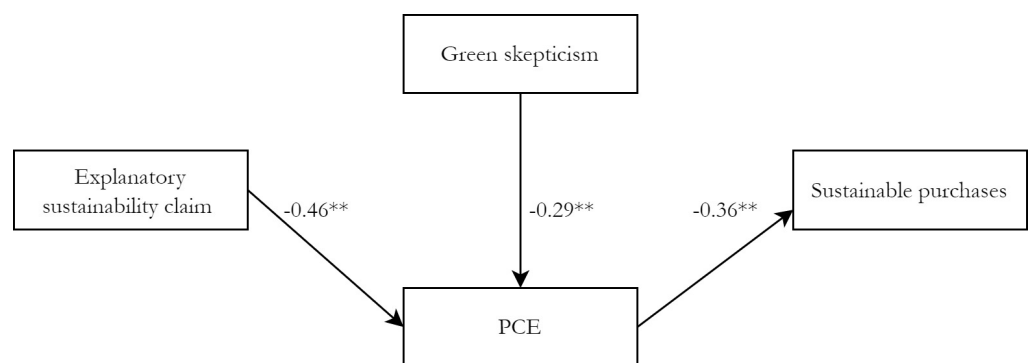 Green skepticism
Explanatory
sustainability claim
Sustainable purchases
-0.46**
-0.29**
-0.36**
PCE